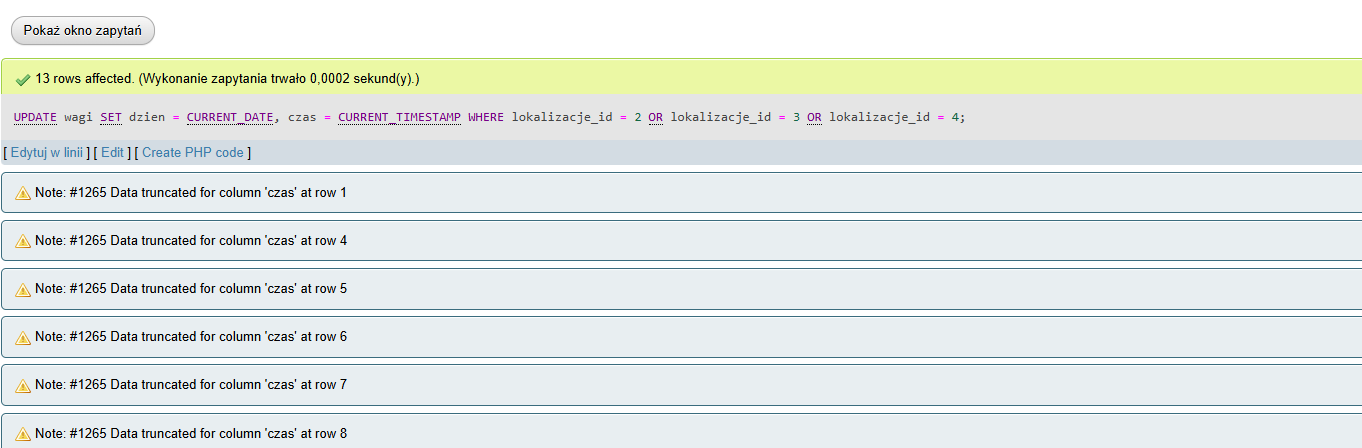 Pokaż okno zapytań
13 rows affected. (Wykonanie zapytania trwało 0,0002 sekund(y).)
UPDATE wagi SET dzien = CURRENT_DATE, czas = CURRENT_TIMESTAMP WHERE lokalizacje_id = 2 OR lokalizacje_id = 3 OR lokalizacje_id = 4;
[ Edytuj w linii ] [ Edit ] [ Create PHP code ]
Note: #1265 Data truncated for column 'czas' at row 1
Note: #1265 Data truncated for column 'czas' at row 4
Note: #1265 Data truncated for column 'czas' at row 5
Note: #1265 Data truncated for column 'czas' at row 6
Note: #1265 Data truncated for column 'czas' at row 7
Note: #1265 Data truncated for column 'czas' at row 8